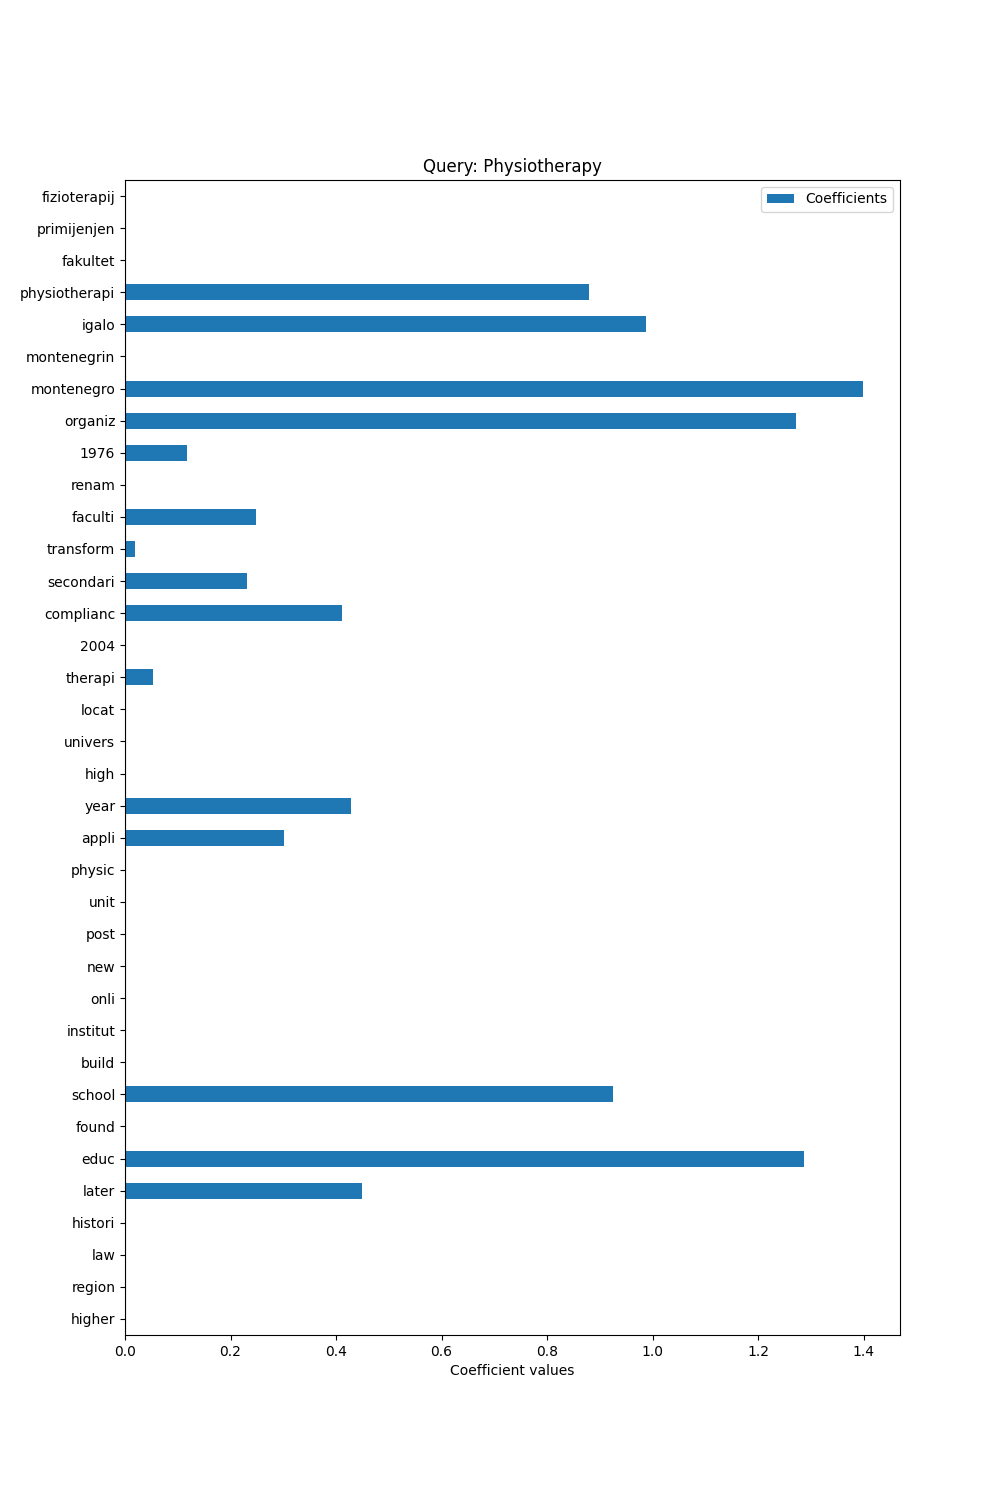 Query: Physiotherapy
Coefficients
fizioterapij
primijenjen
fakultet
physiotherapi
igalo
montenegrin
montenegro
organiz
1976
renam
faculti
transform
secondari
complianc
2004
therapi
locat
univers
high
year
appli
physic
unit
post
new
onli
institut
build
school
found
educ
later
histori
law
region
higher
0.0 0.2 0.4 0.6 0.8 1.0 1.2 1.4
Coefficient values